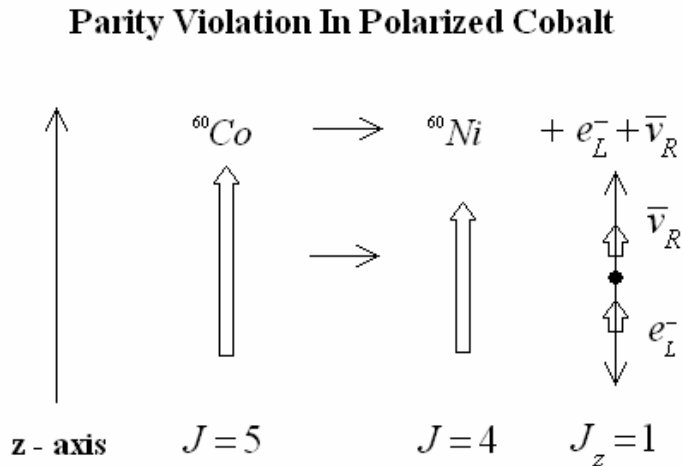 Parity Violation In Polarized Cobalt
⁶⁰Co → ⁶⁰Ni + e⁻_L + ν̄_R
ν̄_R
e⁻_L
z - axis J = 5 J = 4 J_z = 1